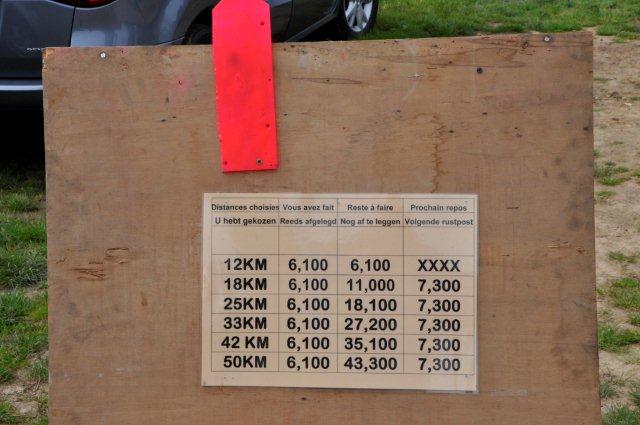 Distances choisies Vous avez fait Reste à faire Prochain repos
U hebt gekozen Reeds afgelegd Nog af te leggen Volgende rustpost
12KM 6,100 6,100 XXXX
18KM 6,100 11,000 7,300
25KM 6,100 18,100 7,300
33KM 6,100 27,200 7,300
42 KM 6,100 35,100 7,300
50KM 6,100 43,300 7,300